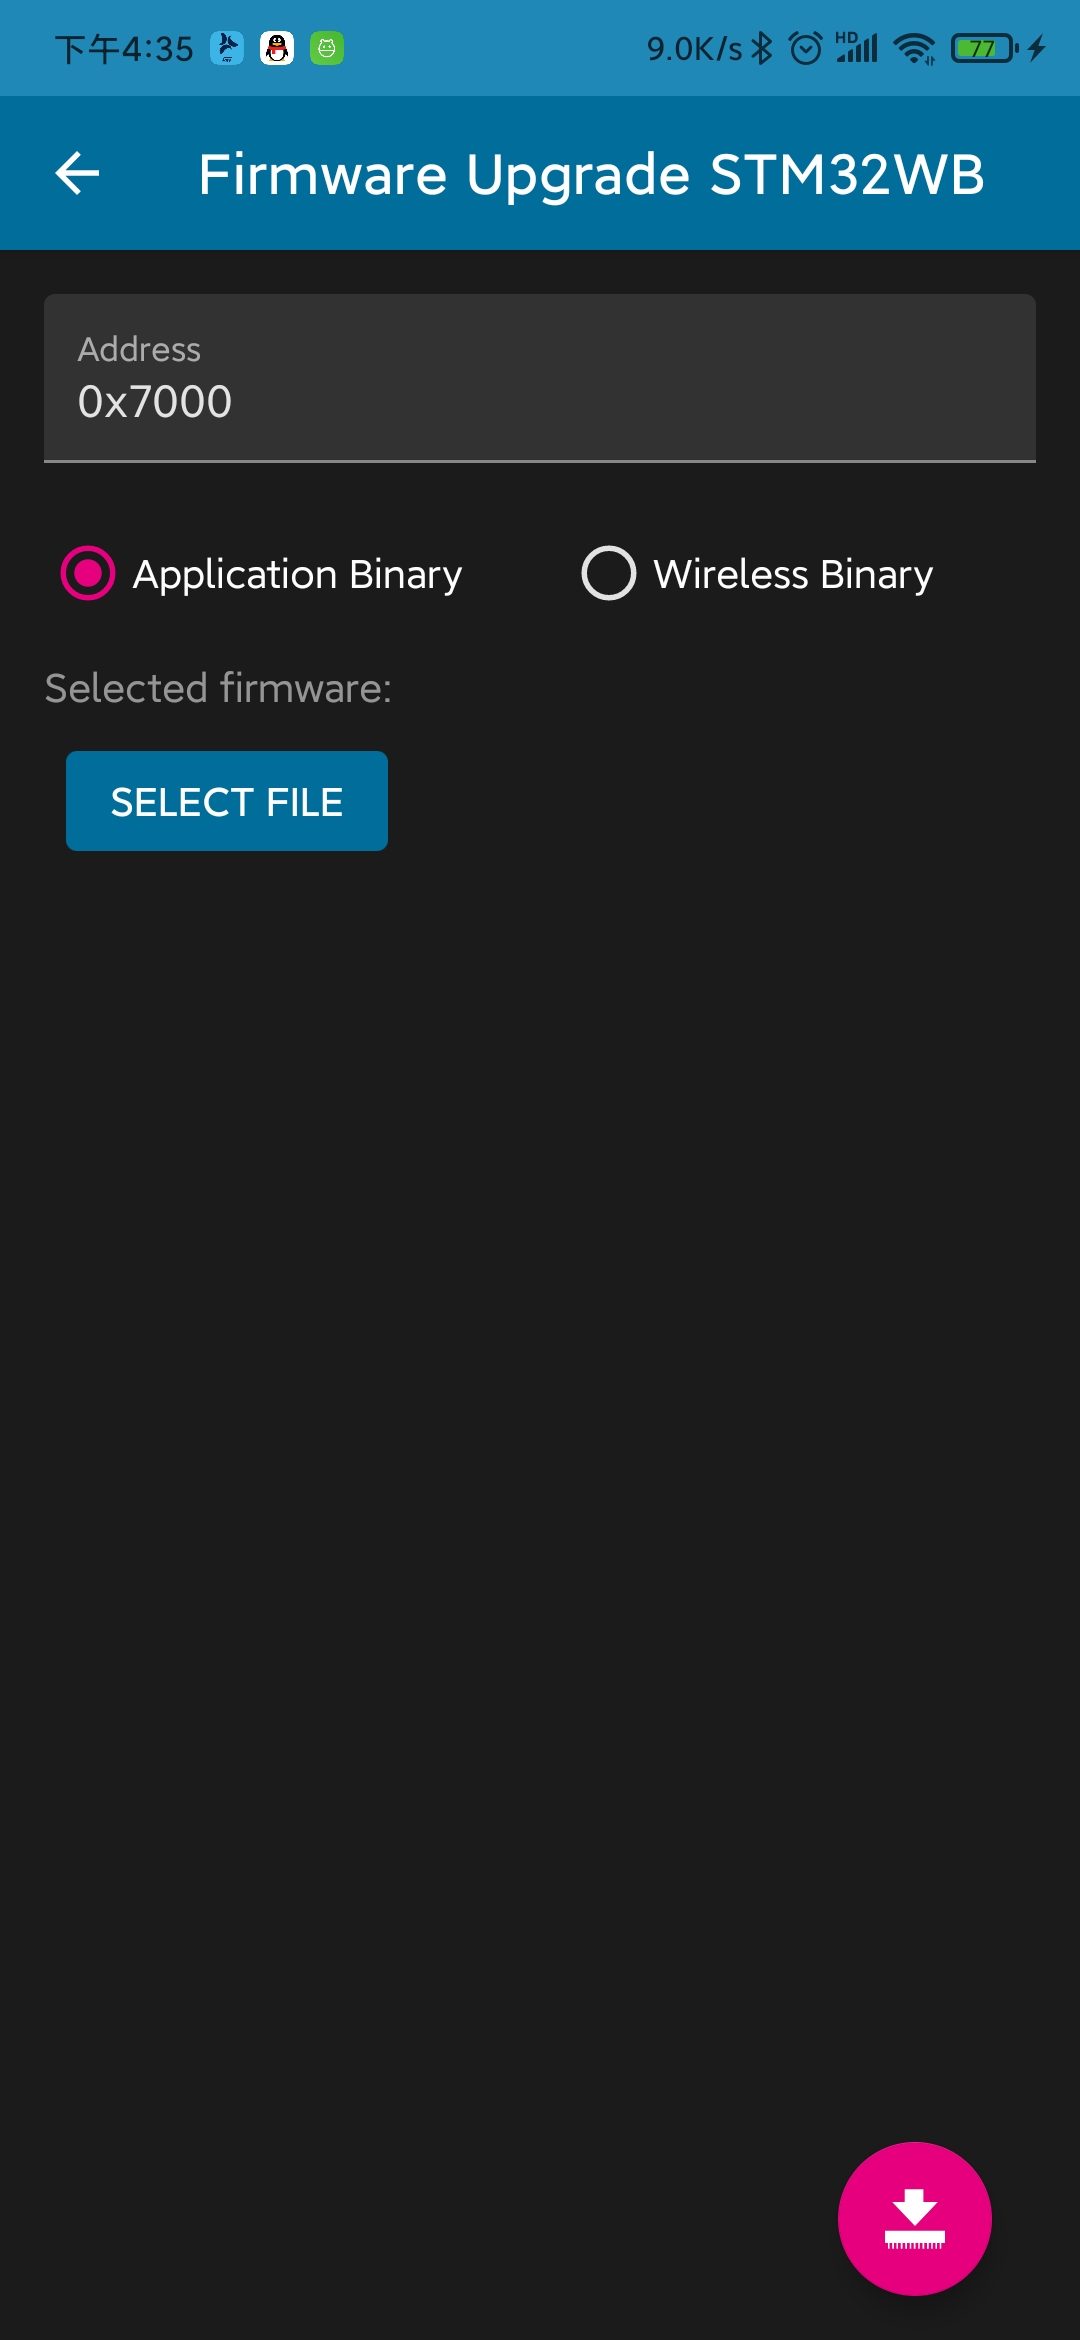 下午4:35 9.0K/s HD 77
Firmware Upgrade STM32WB
Address
0x7000
Application Binary Wireless Binary
Selected firmware:
SELECT FILE